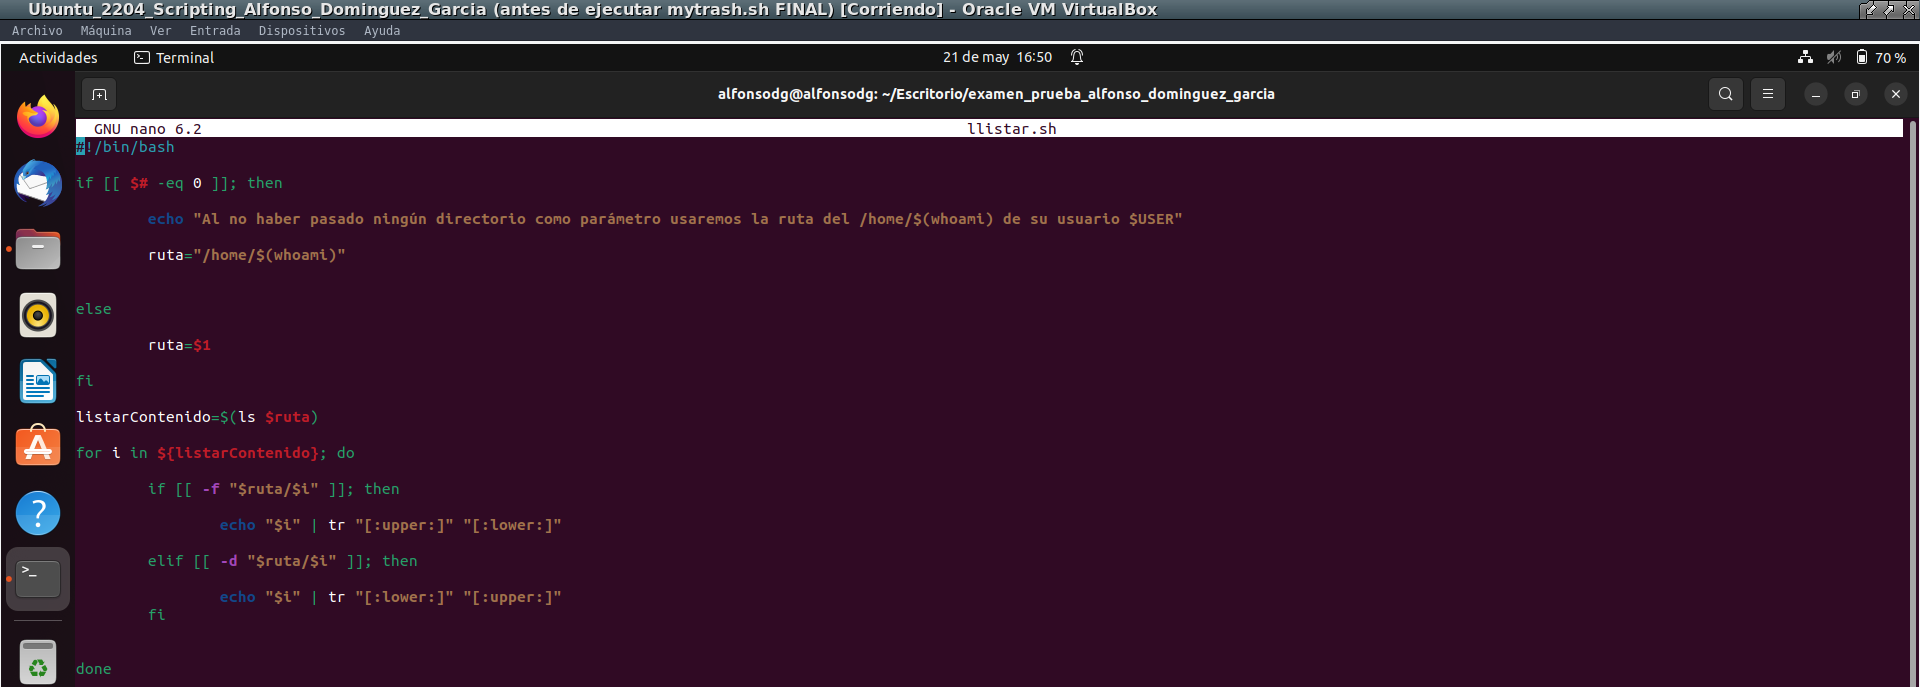 Ubuntu_2204_Scripting_Alfonso_Dominguez_Garcia (antes de ejecutar mytrash.sh FINAL) [Corriendo] - Oracle VM VirtualBox
Archivo Máquina Ver Entrada Dispositivos Ayuda
Actividades Terminal 21 de may 16:50 70 %
alfonsodg@alfonsodg: ~/Escritorio/examen_prueba_alfonso_dominguez_garcia
GNU nano 6.2 llistar.sh
#!/bin/bash
if [[ $# -eq 0 ]]; then
echo "Al no haber pasado ningún directorio como parámetro usaremos la ruta del /home/$(whoami) de su usuario $USER"
ruta="/home/$(whoami)"
else
ruta=$1
fi
listarContenido=$(ls $ruta)
for i in ${listarContenido}; do
if [[ -f "$ruta/$i" ]]; then
echo "$i" | tr "[:upper:]" "[:lower:]"
elif [[ -d "$ruta/$i" ]]; then
echo "$i" | tr "[:lower:]" "[:upper:]"
fi
done